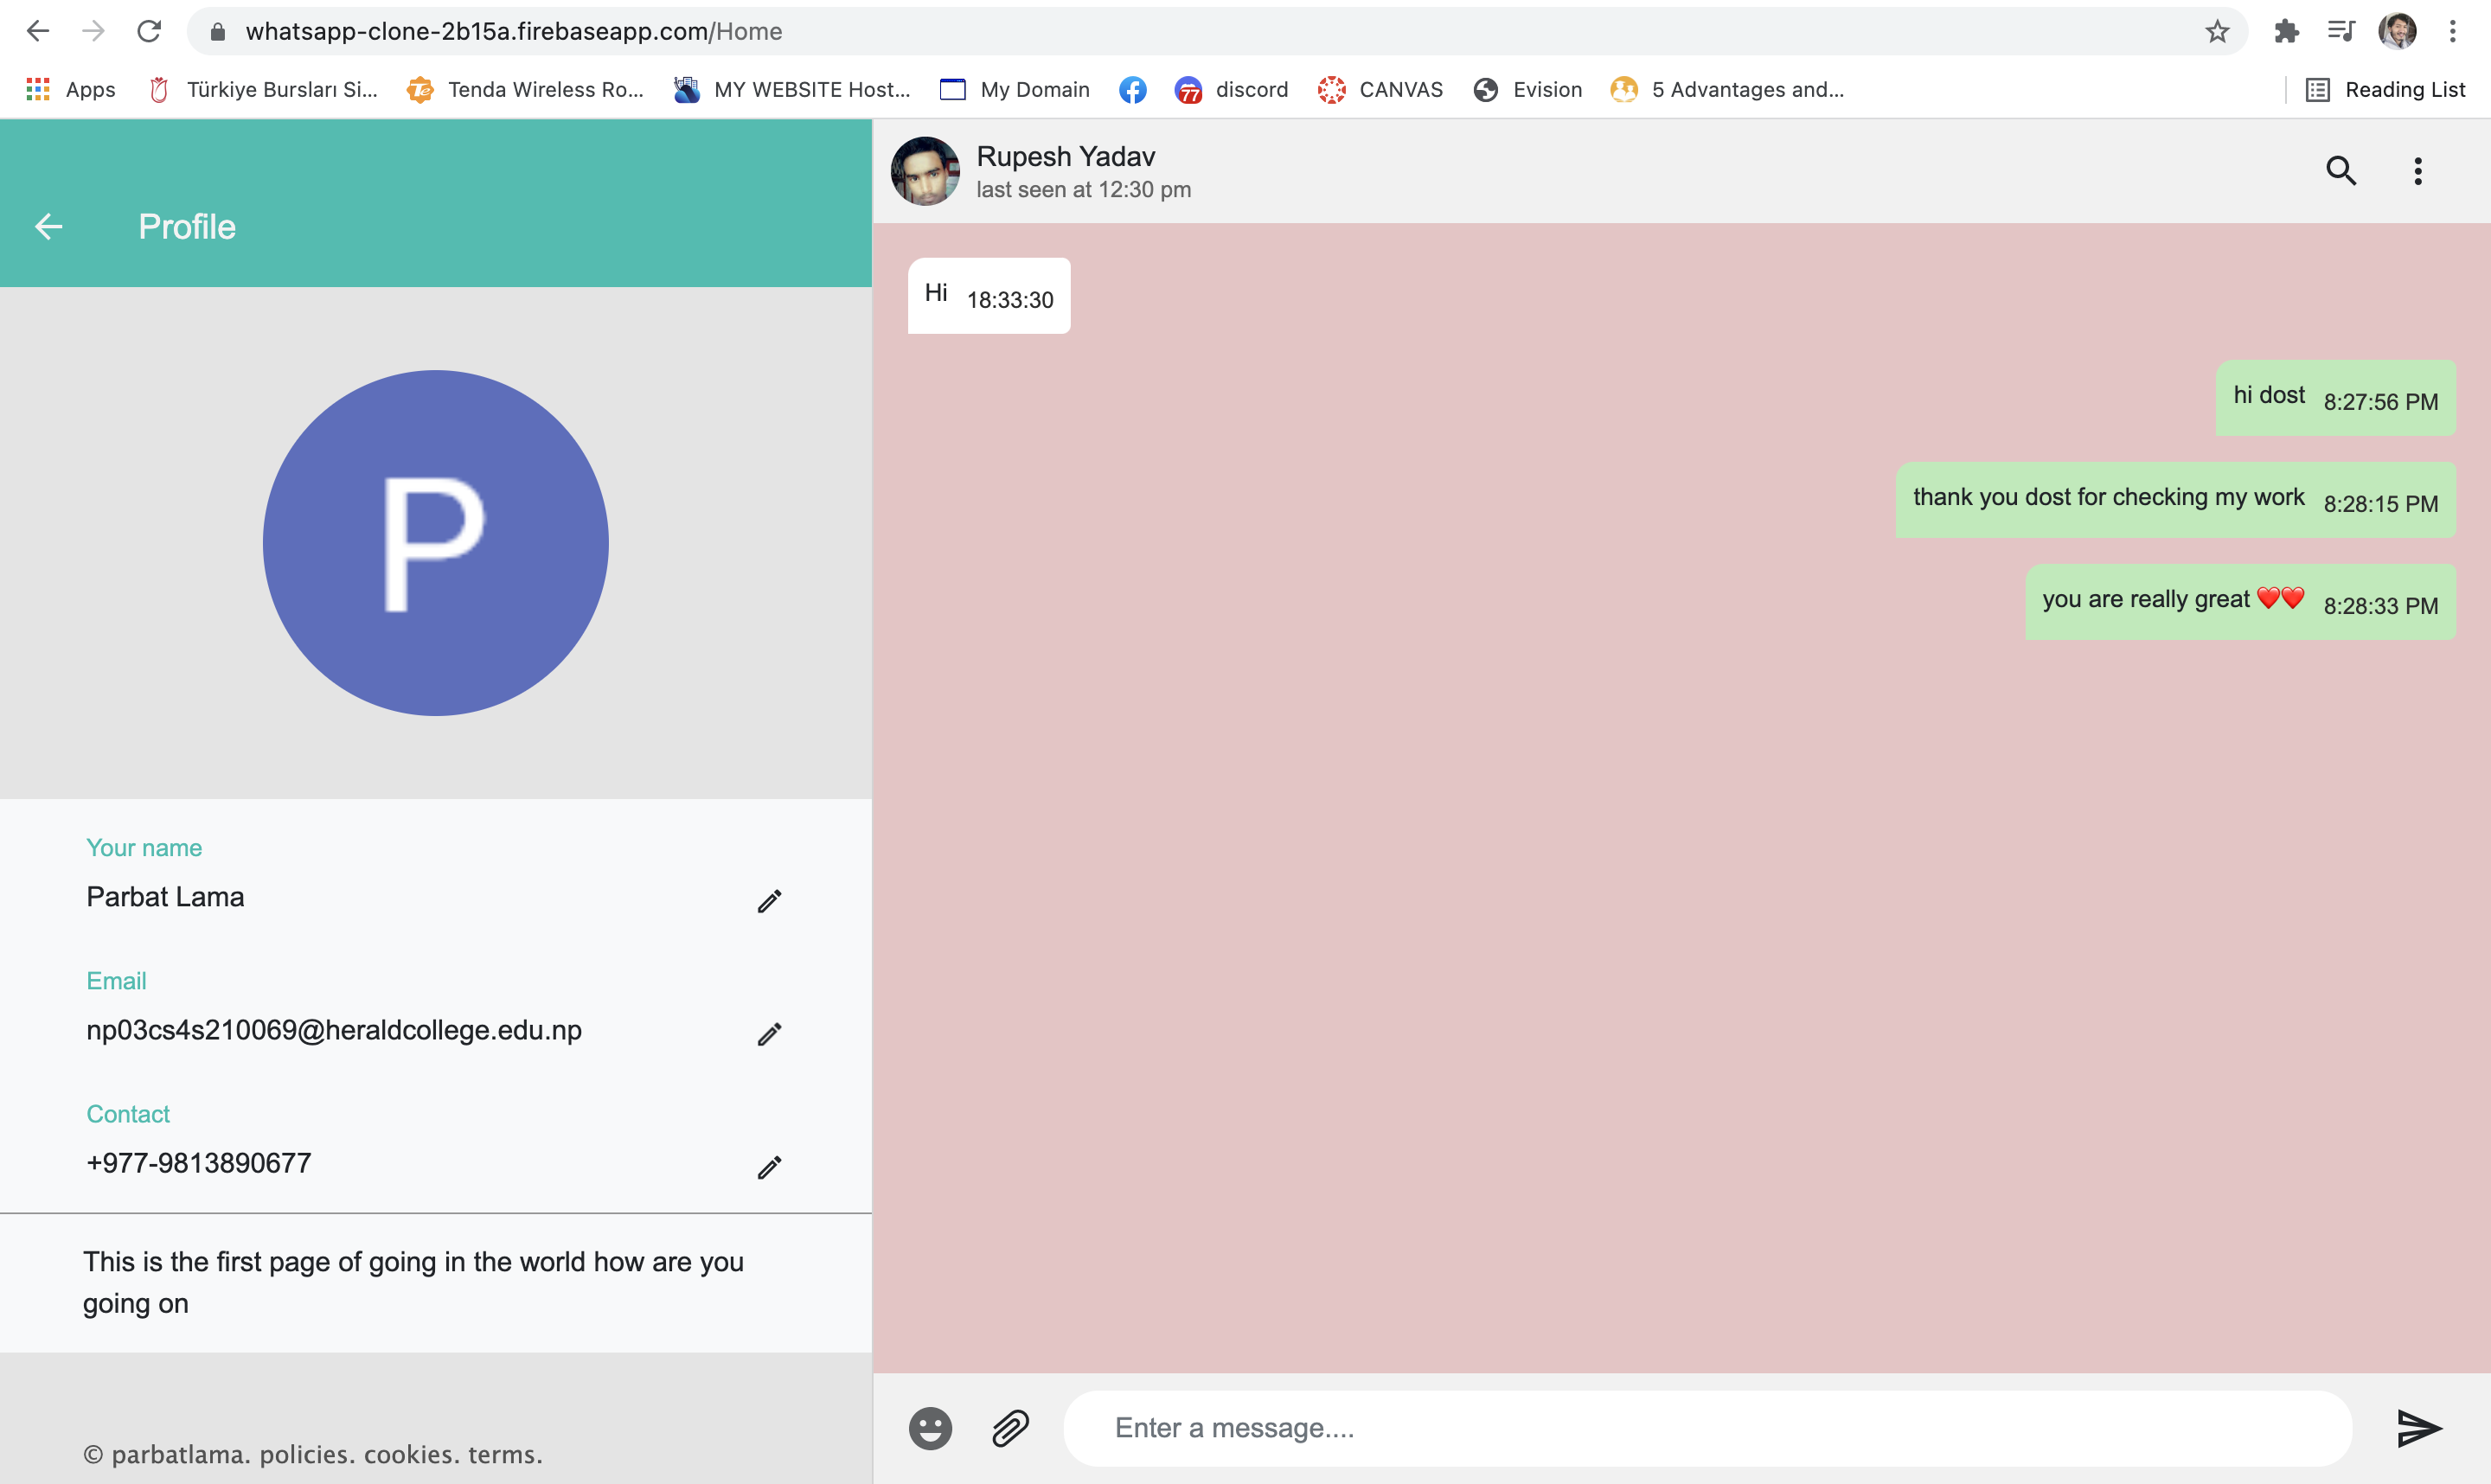 whatsapp-clone-2b15a.firebaseapp.com/Home
Apps
Türkiye Bursları Si...
Tenda Wireless Ro...
MY WEBSITE Host...
My Domain
77 discord
CANVAS
Evision
5 Advantages and...
Reading List
Profile
P
Your name
Parbat Lama
Email
np03cs4s210069@heraldcollege.edu.np
Contact
+977-9813890677
This is the first page of going in the world how are you
going on
© parbatlama. policies. cookies. terms.
Rupesh Yadav
last seen at 12:30 pm
Hi 18:33:30
hi dost 8:27:56 PM
thank you dost for checking my work 8:28:15 PM
you are really great ❤️❤️ 8:28:33 PM
Enter a message....